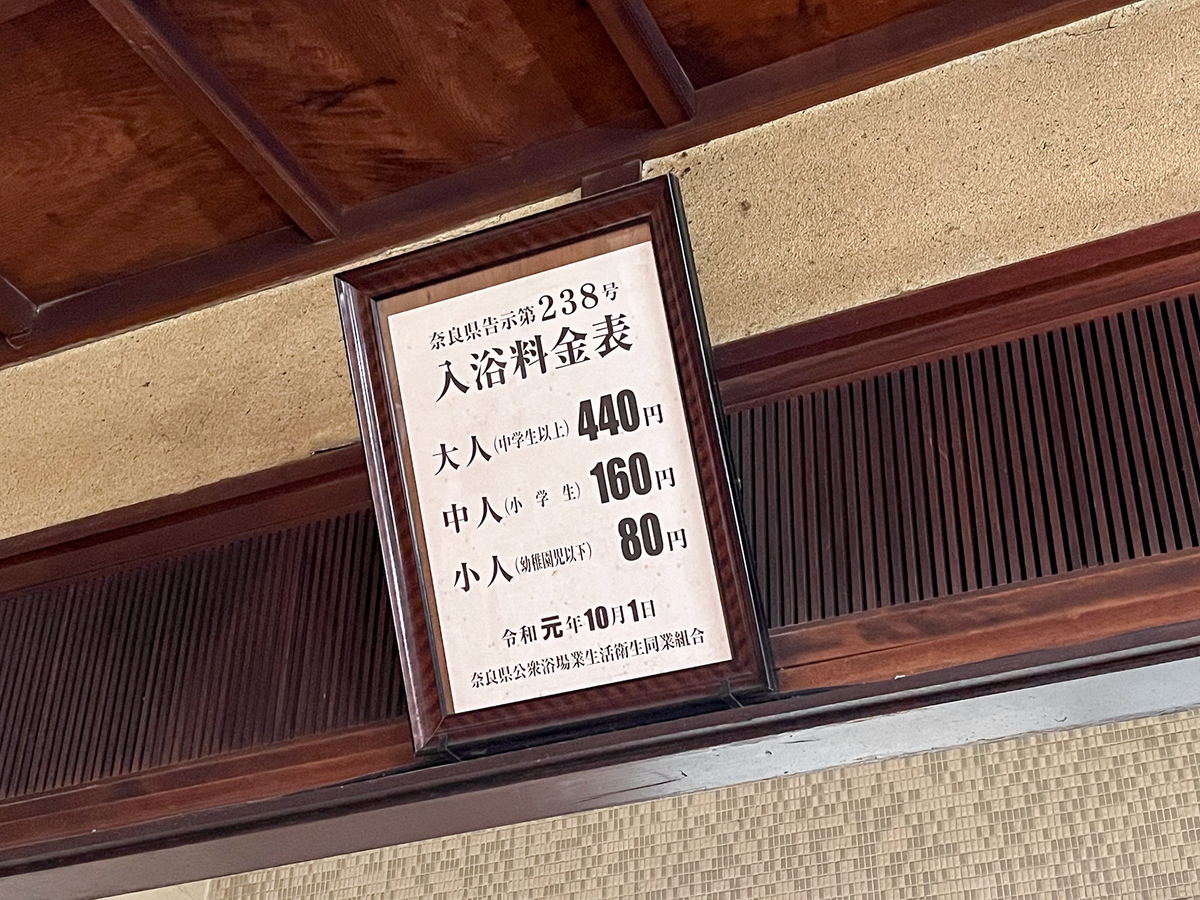 奈良県告示第238号
入浴料金表
大人(中学生以上) 440円
中人(小学生) 160円
小人(幼稚園児以下) 80円
令和元年10月1日
奈良県公衆浴場業生活衛生同業組合